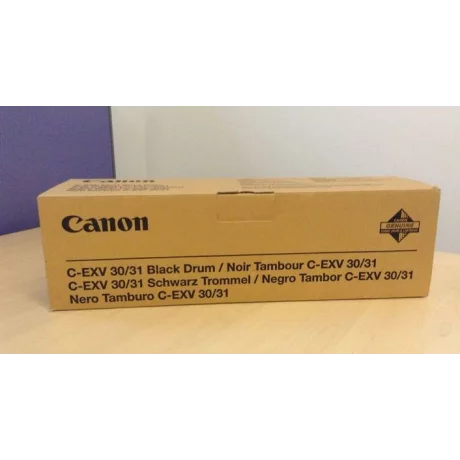 Canon
GENUINE
C-EXV 30/31 Black Drum / Noir Tambour C-EXV 30/31
C-EXV 30/31 Schwarz Trommel / Negro Tambor C-EXV 30/31
Nero Tamburo C-EXV 30/31